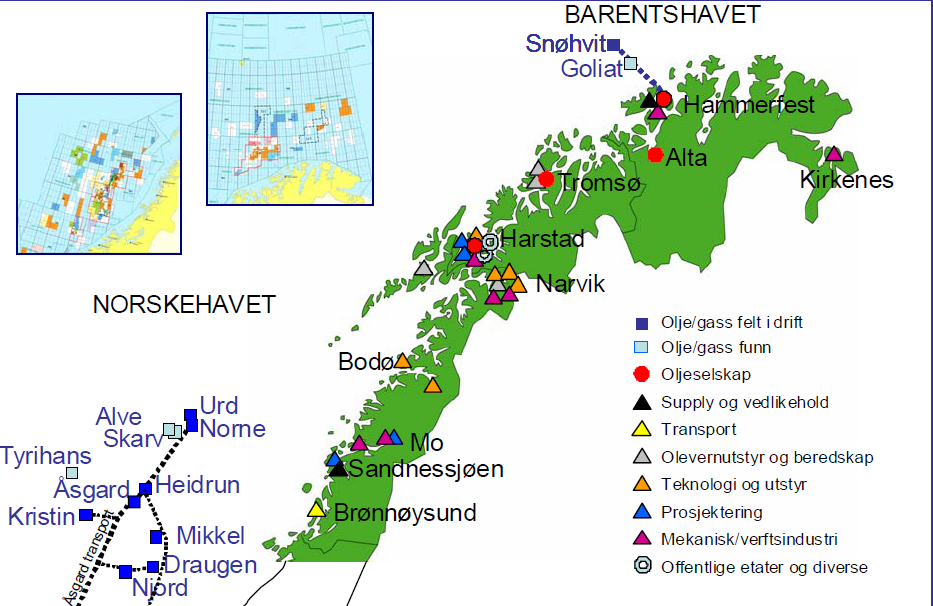 BARENTSHAVET
Snøhvit
Goliat
Hammerfest
Alta
Kirkenes
Tromsø
Harstad
Narvik
NORSKEHAVET
Bodø
Mo
Sandnessjøen
Brønnøysund
Urd
Alve
Norne
Skarv
Tyrihans
Åsgard
Heidrun
Kristin
Mikkel
Draugen
Njord
Åsgard transport
Olje/gass felt i drift
Olje/gass funn
Oljeselskap
Supply og vedlikehold
Transport
Olevernutstyr og beredskap
Teknologi og utstyr
Prosjektering
Mekanisk/verftsindustri
Offentlige etater og diverse